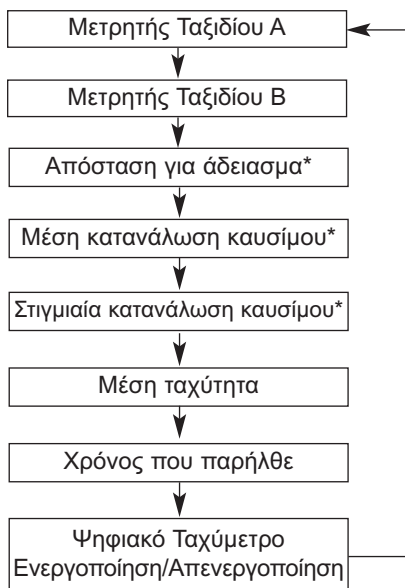 Μετρητής Ταξιδίου A
Μετρητής Ταξιδίου B
Απόσταση για άδειασμα*
Μέση κατανάλωση καυσίμου*
Στιγμιαία κατανάλωση καυσίμου*
Μέση ταχύτητα
Χρόνος που παρήλθε
Ψηφιακό Ταχύμετρο
Ενεργοποίηση/Απενεργοποίηση